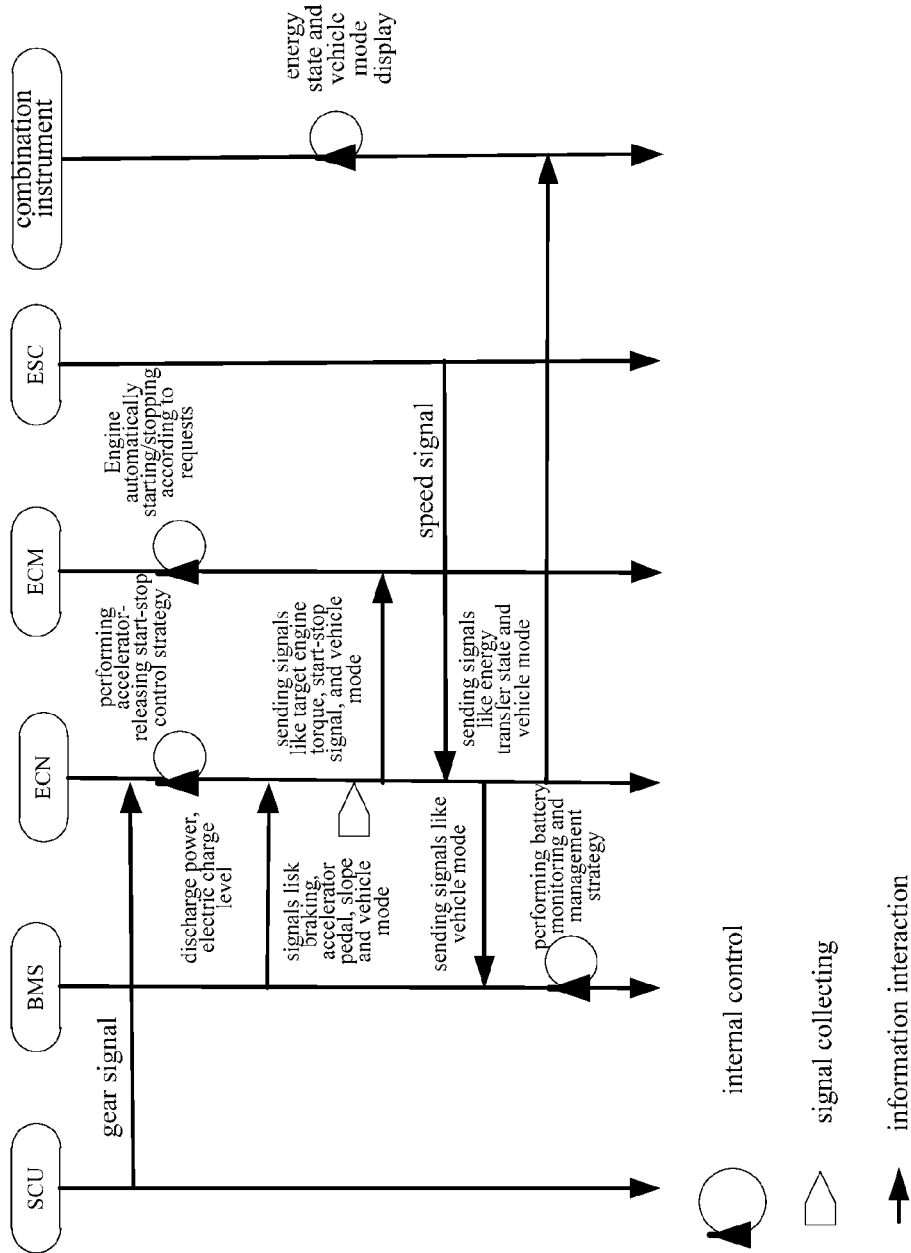 SCU
BMS
ECN
ECM
ESC
combination
instrument
gear signal
performing
accelerator-
releasing start-stop
control strategy
Engine
automatically
starting/stopping
according to
requests
discharge power,
electric charge
level
signals lisk
braking,
accelerator
pedal, slope
and vehicle
mode
sending signals
like target engine
torque, start-stop
signal, and vehicle
mode
energy
state and
vehicle
mode
display
speed signal
sending signals like
vehicle mode
sending signals
like energy
transfer state and
vehicle mode
performing battery
monitoring and
management
strategy
internal control
signal collecting
information interaction